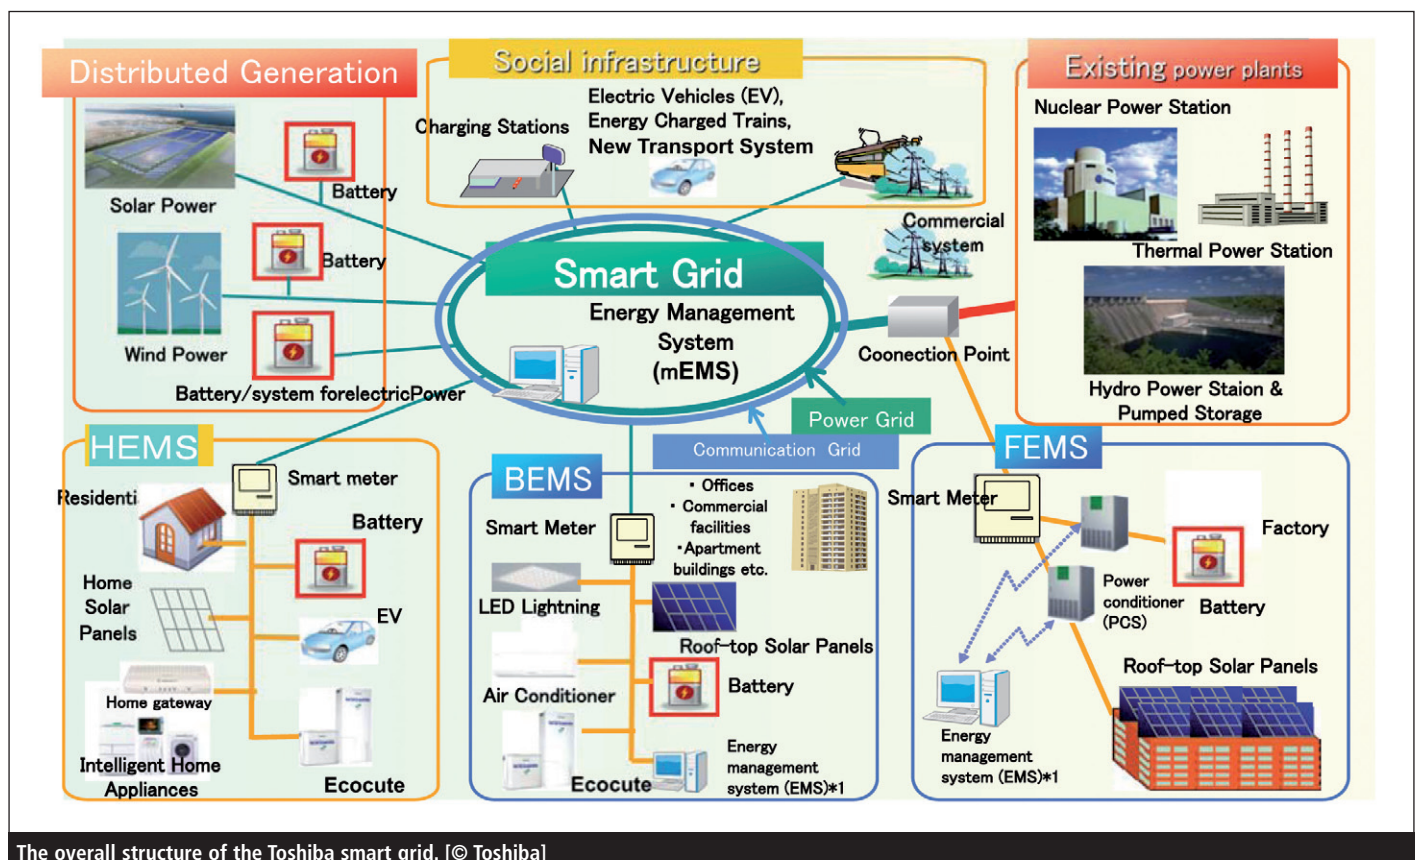 Distributed Generation
Solar Power
Battery
Battery
Wind Power
Battery/system forelectricPower
Social infrastructure
Electric Vehicles (EV),
Energy Charged Trains,
New Transport System
Charging Stations
Existing power plants
Nuclear Power Station
Thermal Power Station
Hydro Power Staion &
Pumped Storage
Commercial
system
Smart Grid
Energy Management
System
(mEMS)
Coonection Point
Power Grid
Communication Grid
HEMS
Smart meter
Residenti
Battery
Home
Solar
Panels
EV
Home gateway
Intelligent Home
Appliances
Ecocute
BEMS
• Offices
• Commercial
facilities
•Apartment
buildings etc.
Smart Meter
LED Lightning
Roof-top Solar Panels
Air Conditioner
Battery
Ecocute
Energy
management
system (EMS)*1
FEMS
Smart Meter
Factory
Power
conditioner
(PCS)
Battery
Roof-top Solar Panels
Energy
management
system (EMS)*1
The overall structure of the Toshiba smart grid. [© Toshiba]